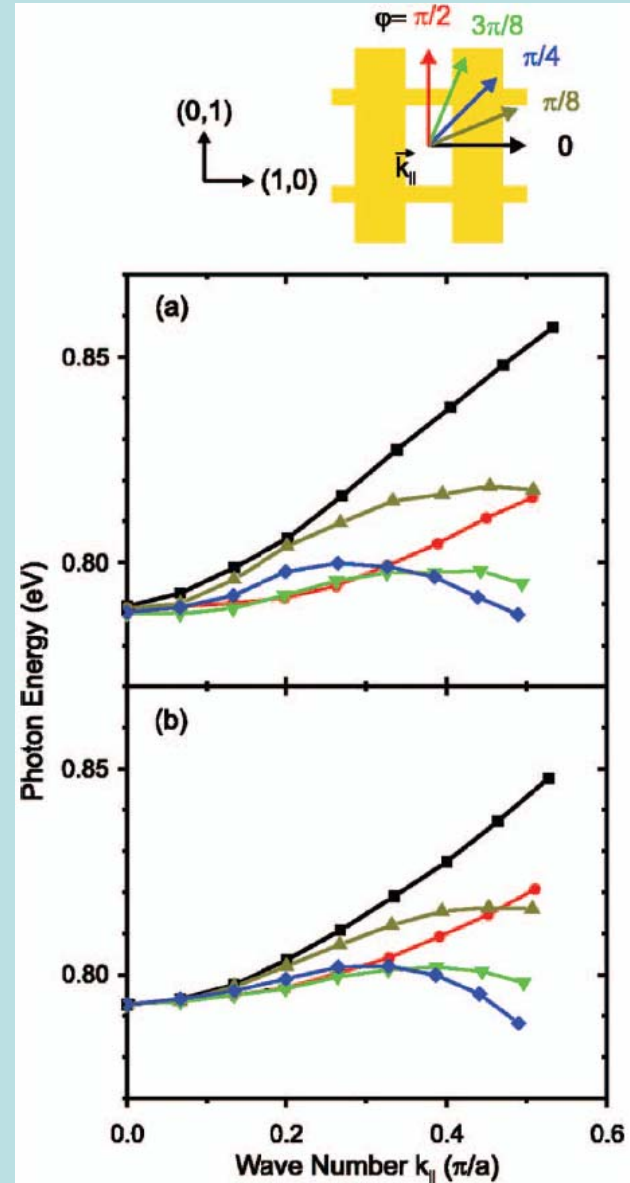 φ= π/2
3π/8
π/4
π/8
0
(0,1)
(1,0)
k||
(a)
0.85
0.80
(b)
0.85
0.80
Photon Energy (eV)
0.0 0.2 0.4 0.6
Wave Number k|| (π/a)